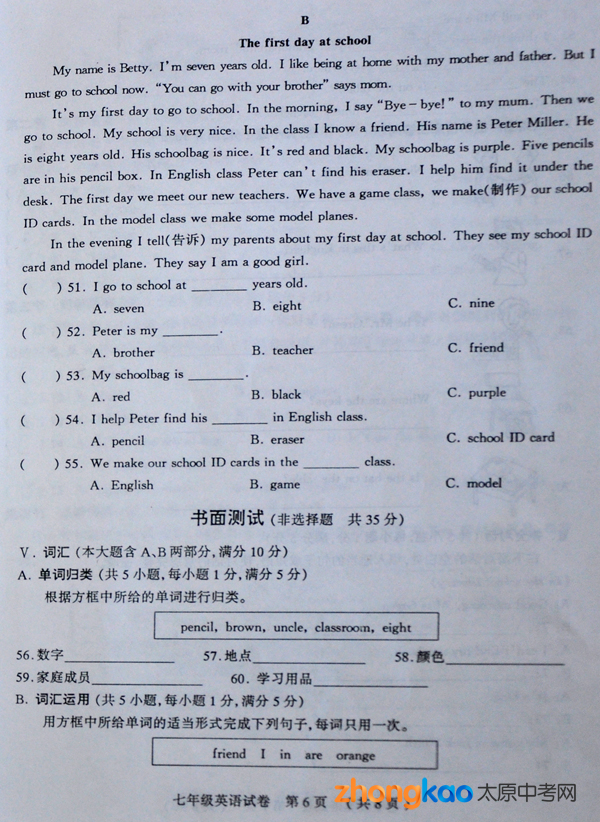 B
The first day at school
My name is Betty. I'm seven years old. I like being at home with my mother and father. But I
must go to school now. "You can go with your brother" says mom.
It's my first day to go to school. In the morning, I say "Bye-bye!" to my mum. Then we
go to school. My school is very nice. In the class I know a friend. His name is Peter Miller. He
is eight years old. His schoolbag is nice. It's red and black. My schoolbag is purple. Five pencils
are in his pencil box. In English class Peter can't find his eraser. I help him find it under the
desk. The first day we meet our new teachers. We have a game class, we make(制作) our school
ID cards. In the model class we make some model planes.
In the evening I tell(告诉) my parents about my first day at school. They see my school ID
card and model plane. They say I am a good girl.
( ) 51. I go to school at ________ years old.
A. seven B. eight C. nine
( ) 52. Peter is my ________.
A. brother B. teacher C. friend
( ) 53. My schoolbag is ________.
A. red B. black C. purple
( ) 54. I help Peter find his ________ in English class.
A. pencil B. eraser C. school ID card
( ) 55. We make our school ID cards in the ________ class.
A. English B. game C. model
书面测试 (非选择题 共35分)
Ⅴ. 词汇 (本大题含A、B两部分,满分10分)
A. 单词归类 (共5小题,每小题1分,满分5分)
根据方框中所给的单词进行归类。
pencil, brown, uncle, classroom, eight
56.数字________ 57.地点________ 58.颜色________
59.家庭成员________ 60. 学习用品________
B. 词汇运用 (共5小题,每小题1分,满分5分)
用方框中所给单词的适当形式完成下列句子,每词只用一次。
friend I in are orange
七年级英语试卷 第6页 (共8页)
zhongkao太原中考网